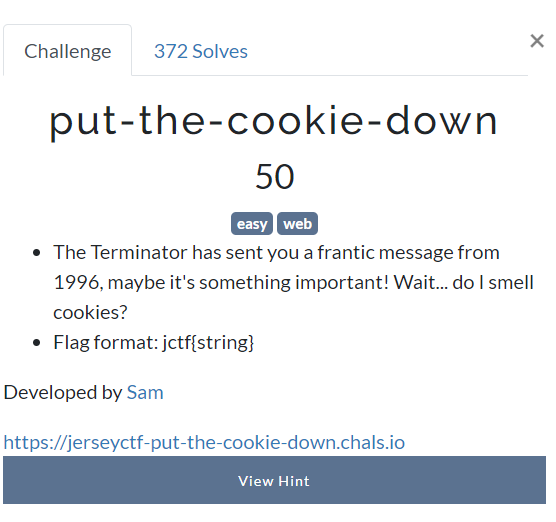 Challenge
372 Solves
×
put-the-cookie-down
50
easy web
• The Terminator has sent you a frantic message from
1996, maybe it's something important! Wait... do I smell
cookies?
• Flag format: jctf{string}
Developed by Sam
https://jerseyctf-put-the-cookie-down.chals.io
View Hint